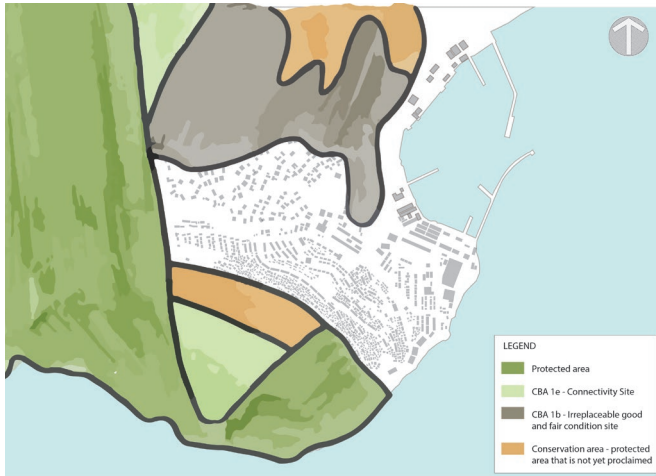 LEGEND
Protected area
CBA 1e - Connectivity Site
CBA 1b - Irreplaceable good
and fair condition site
Conservation area - protected
area that is not yet proclaimed